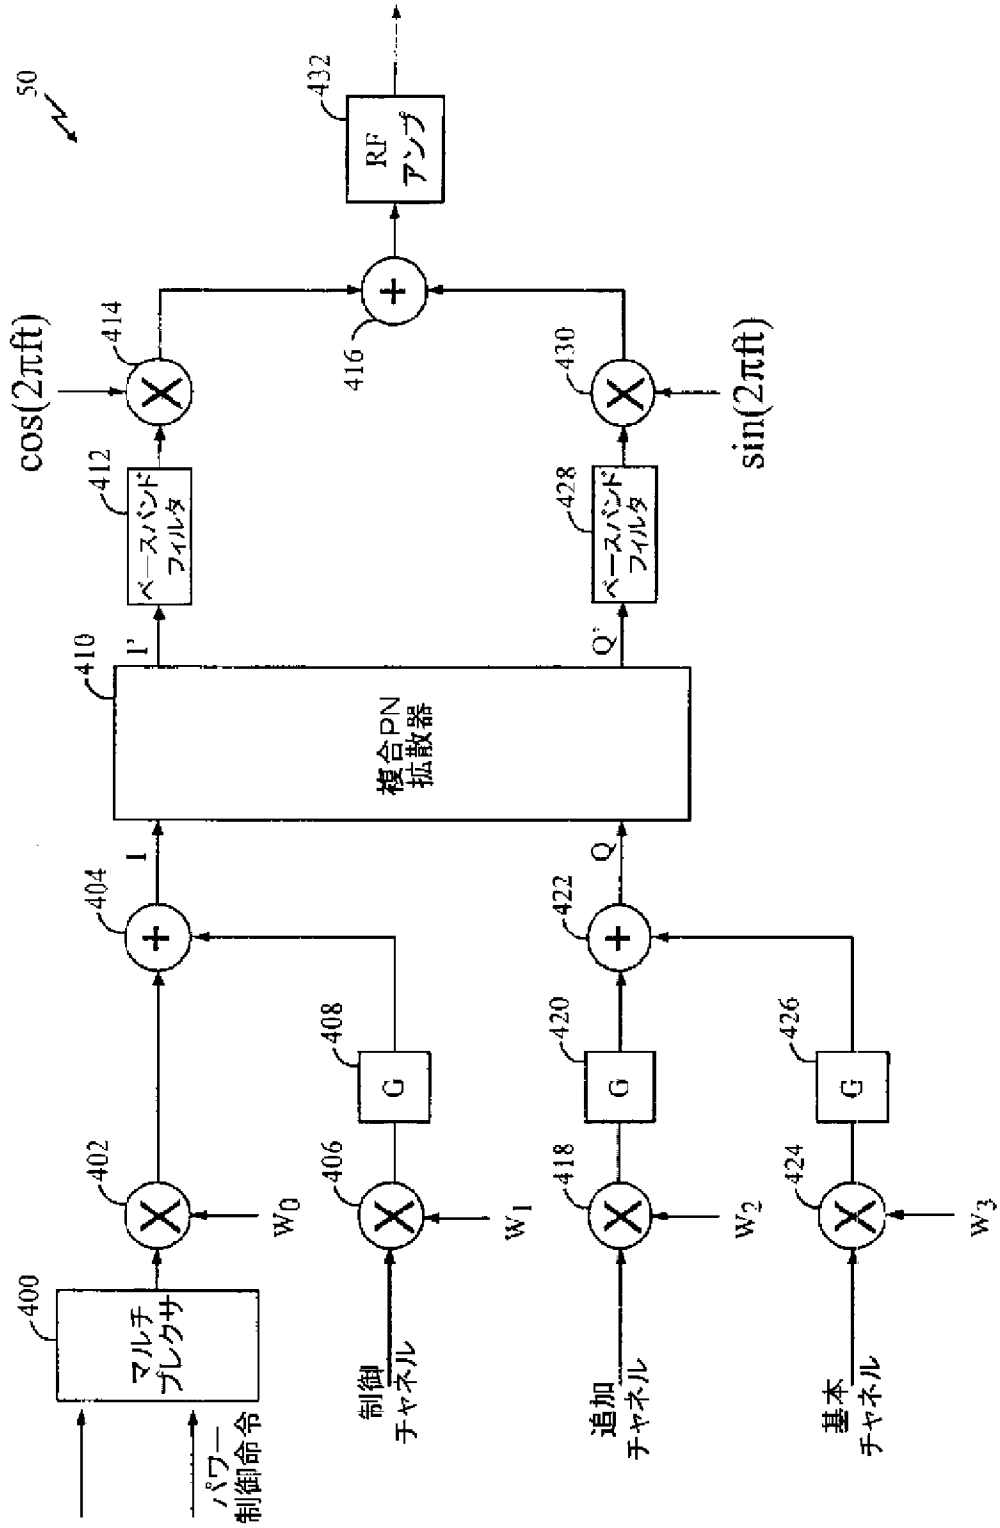 50
400
マルチ
プレクサ
パワー
制御命令
402
W0
404
I
410
複合PN
拡散器
I'
412
ベースバンド
フィルタ
414
cos(2πft)
416
432
RF
アンプ
制御
チャネル
406
W1
408
G
追加
チャネル
418
W2
420
G
422
Q
Q'
428
ベースバンド
フィルタ
430
sin(2πft)
基本
チャネル
424
W3
426
G